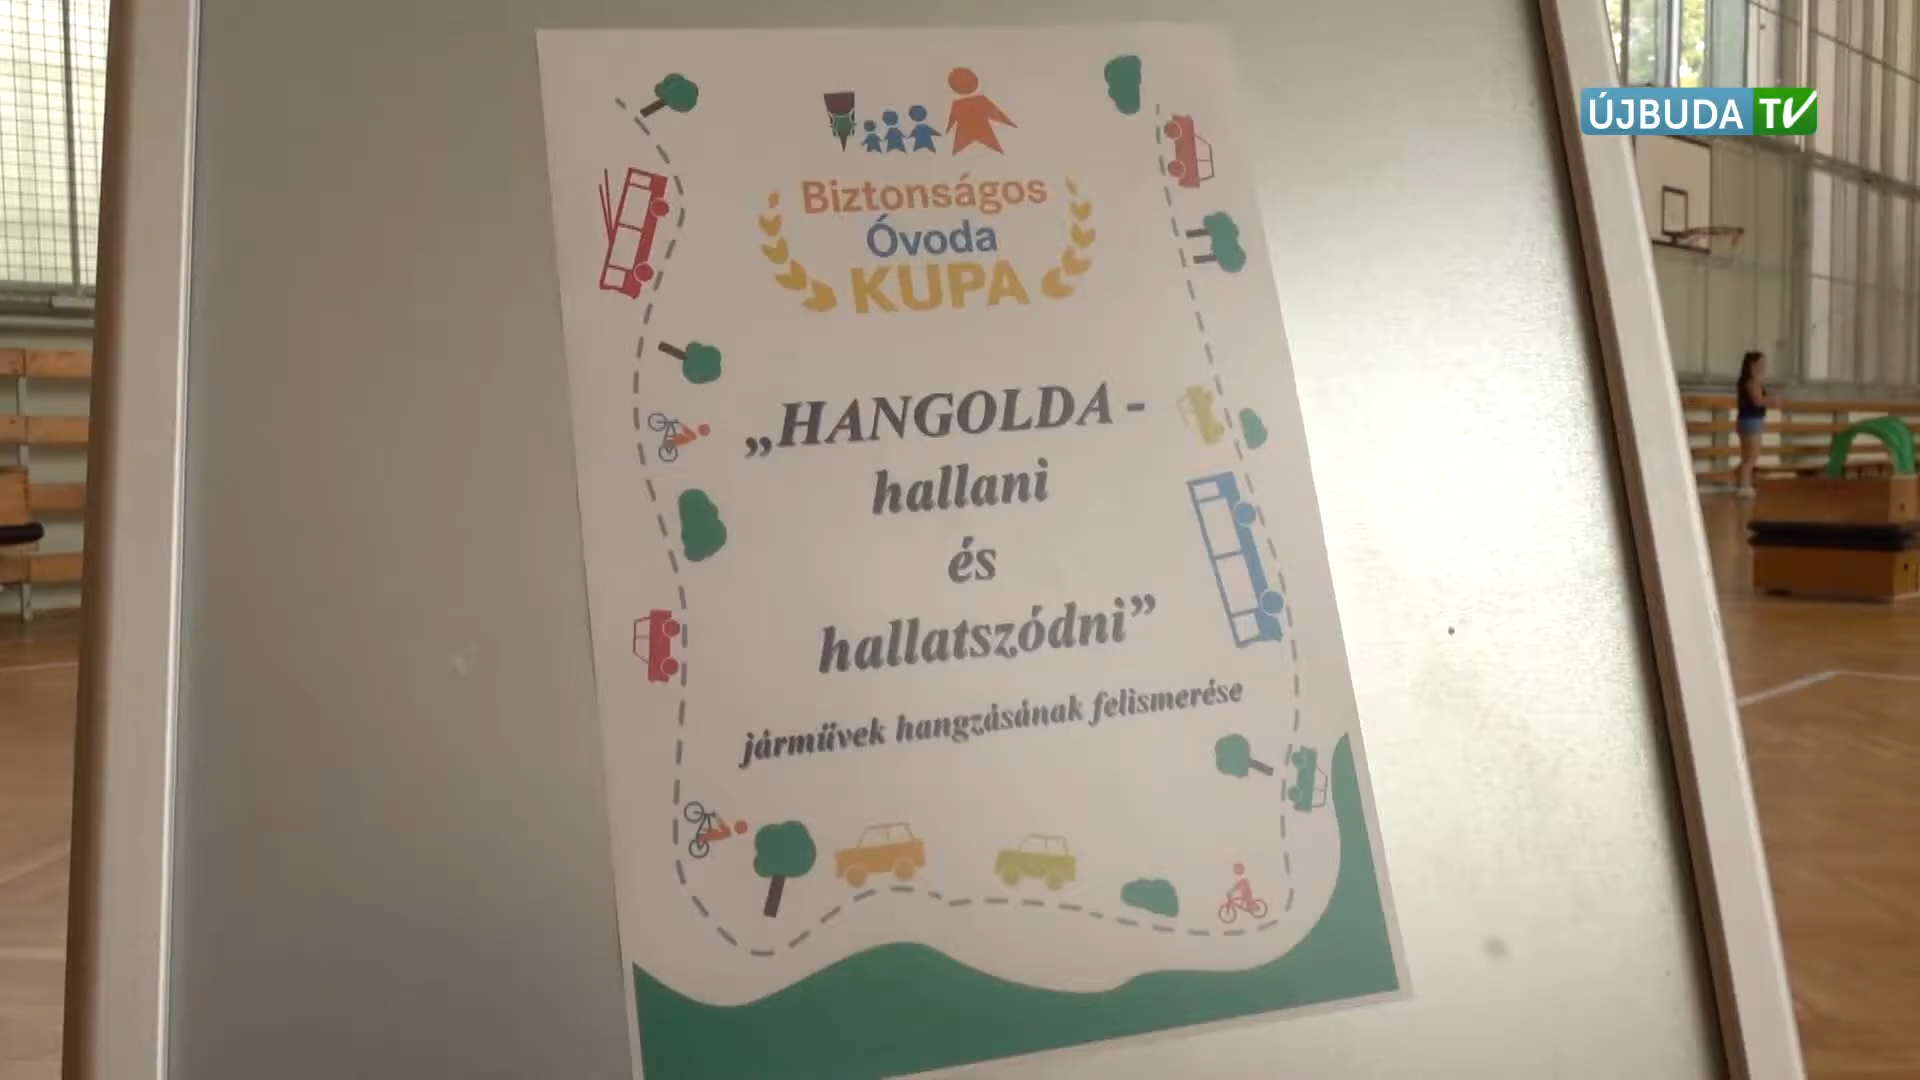 ÚJBUDA TV
Biztonságos
Óvoda
KUPA
„HANGOLDA -
hallani
és
hallatszódni”
járművek hangzásának felismerése